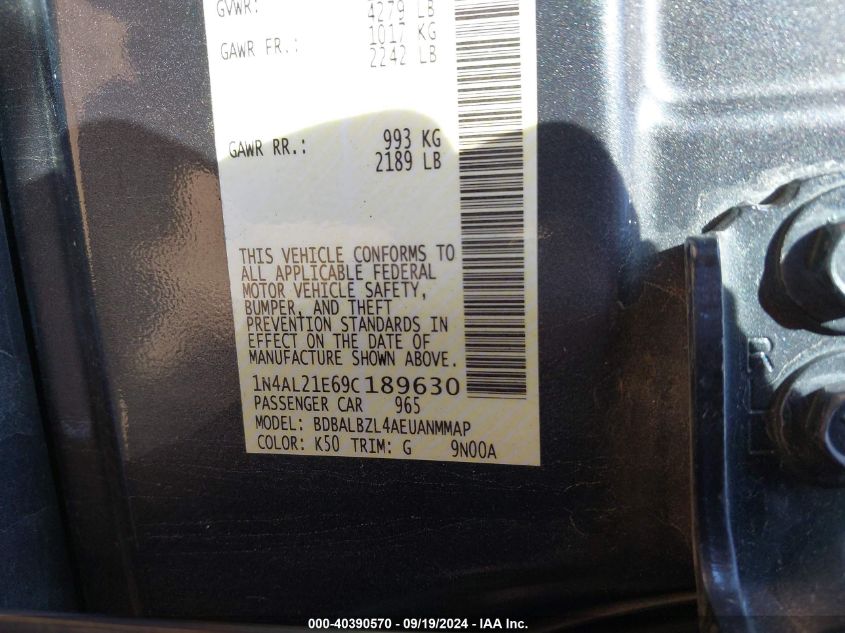 GVWR:
4279 LB
GAWR FR.: 1017 KG
2242 LB
GAWR RR.: 993 KG
2189 LB
THIS VEHICLE CONFORMS TO
ALL APPLICABLE FEDERAL
MOTOR VEHICLE SAFETY,
BUMPER, AND THEFT
PREVENTION STANDARDS IN
EFFECT ON THE DATE OF
MANUFACTURE SHOWN ABOVE.
1N4AL21E69C189630
PASSENGER CAR 965
MODEL: BDBALBZL4AEUANMMAP
COLOR: K50 TRIM: G 9N00A
000-40390570 - 09/19/2024 - IAA Inc.